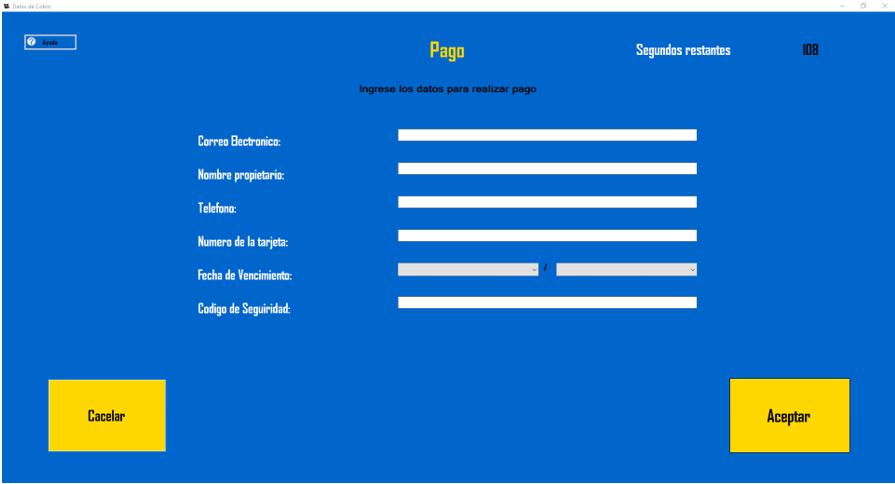 Datos de Cobro
Ayuda
Pago
Segundos restantes
108
Ingrese los datos para realizar pago
Correo Electronico:
Nombre propietario:
Telefono:
Numero de la tarjeta:
Fecha de Vencimiento:
/
Codigo de Seguiridad:
Cacelar
Aceptar